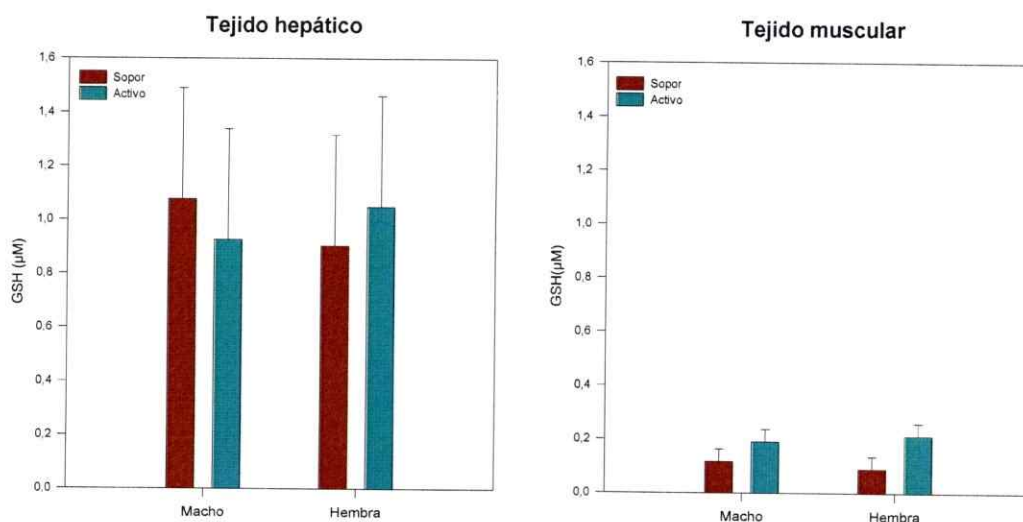 Tejido hepático
1,6
1,4
1,2
1,0
0,8
0,6
0,4
0,2
0,0
GSH (µM)
Sopor
Activo
Macho
Hembra
Tejido muscular
1,6
1,4
1,2
1,0
0,8
0,6
0,4
0,2
0,0
GSH(µM)
Sopor
Activo
Macho
Hembra